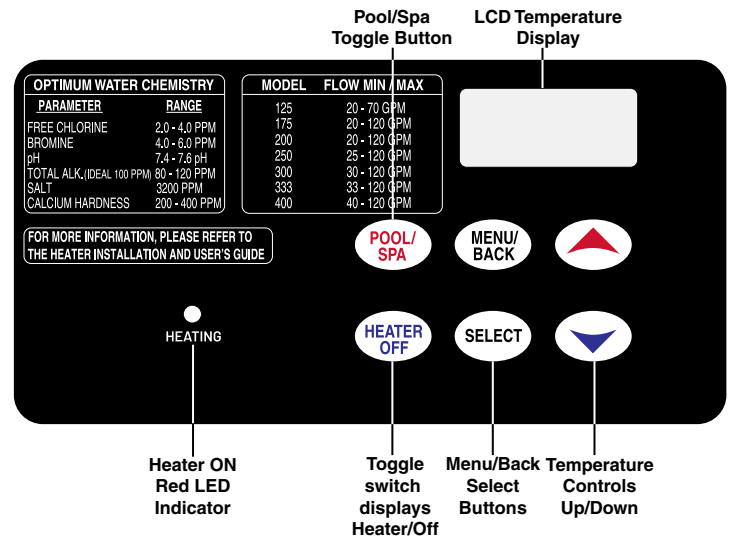 Pool/Spa
Toggle Button
LCD Temperature
Display
OPTIMUM WATER CHEMISTRY
PARAMETER RANGE
FREE CHLORINE 2.0 - 4.0 PPM
BROMINE 4.0 - 6.0 PPM
pH 7.4 - 7.6 pH
TOTAL ALK.(IDEAL 100 PPM) 80 - 120 PPM
SALT 3200 PPM
CALCIUM HARDNESS 200 - 400 PPM
MODEL FLOW MIN / MAX
125 20 - 70 GPM
175 20 - 120 GPM
200 20 - 120 GPM
250 25 - 120 GPM
300 30 - 120 GPM
333 33 - 120 GPM
400 40 - 120 GPM
FOR MORE INFORMATION, PLEASE REFER TO
THE HEATER INSTALLATION AND USER'S GUIDE
POOL/
SPA
MENU/
BACK
HEATING
HEATER
OFF
SELECT
Heater ON
Red LED
Indicator
Toggle
switch
displays
Heater/Off
Menu/Back
Select
Buttons
Temperature
Controls
Up/Down